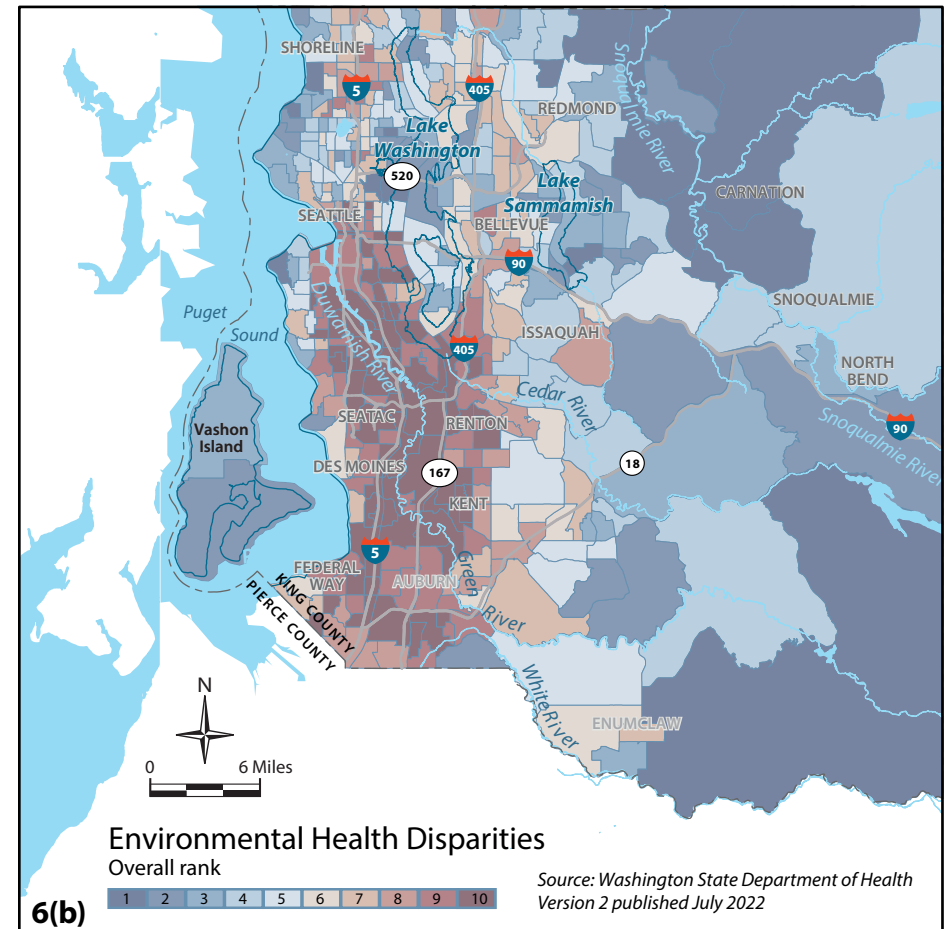 SHORELINE
5
405
REDMOND
Snoqualmie River
Lake
Washington
520
Lake
Sammamish
CARNATION
SEATTLE
BELLEVUE
90
SNOQUALMIE
Puget
Sound
Duwamish River
ISSAQUAH
405
NORTH
BEND
Cedar River
Vashon
Island
SEATAC
RENTON
90
Snoqualmie River
DES MOINES
167
18
KENT
5
FEDERAL
WAY
AUBURN
Green
River
KING COUNTY
PIERCE COUNTY
White River
ENUMCLAW
N
0 6 Miles
Environmental Health Disparities
Overall rank
1 2 3 4 5 6 7 8 9 10
Source: Washington State Department of Health
Version 2 published July 2022
6(b)